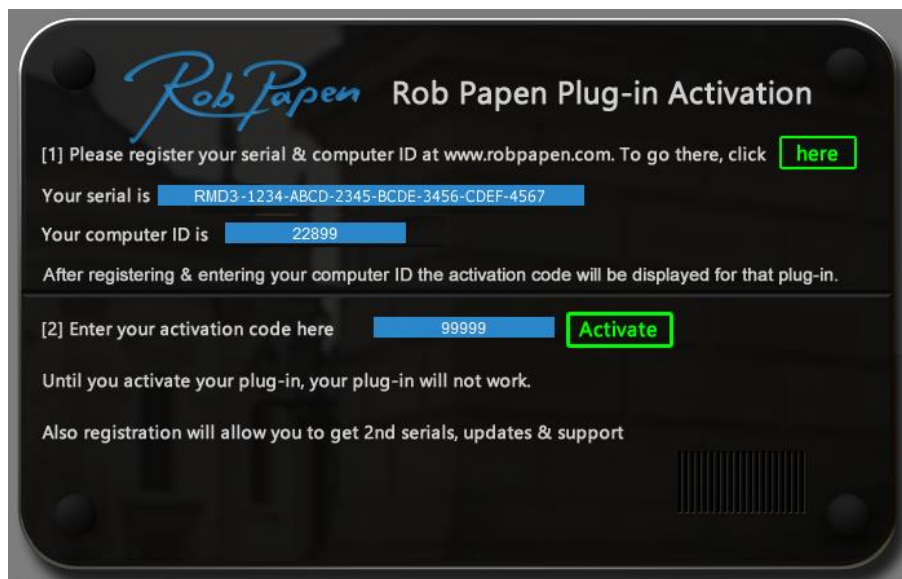 Rob Papen Rob Papen Plug-in Activation
[1] Please register your serial & computer ID at www.robpapen.com. To go there, click here
Your serial is RMD3-1234-ABCD-2345-BCDE-3456-CDEF-4567
Your computer ID is 22899
After registering & entering your computer ID the activation code will be displayed for that plug-in.
[2] Enter your activation code here 99999 Activate
Until you activate your plug-in, your plug-in will not work.
Also registration will allow you to get 2nd serials, updates & support